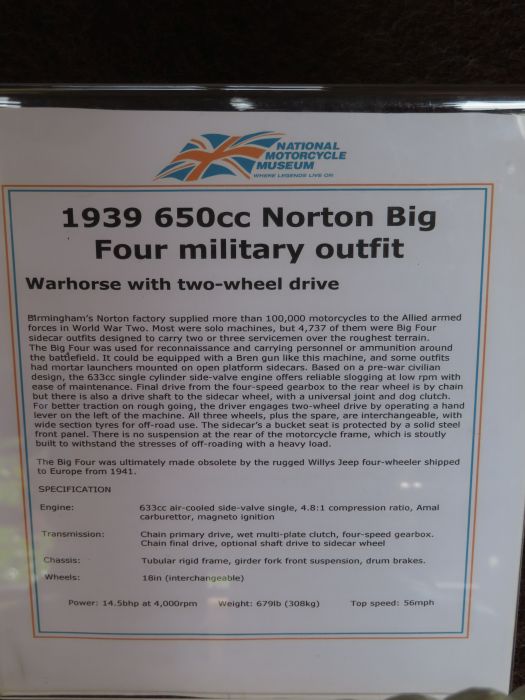 NATIONAL
MOTORCYCLE
MUSEUM
WHERE LEGENDS LIVE ON
1939 650cc Norton Big
Four military outfit
Warhorse with two-wheel drive
Birmingham's Norton factory supplied more than 100,000 motorcycles to the Allied armed
forces in World War Two. Most were solo machines, but 4,737 of them were Big Four
sidecar outfits designed to carry two or three servicemen over the roughest terrain.
The Big Four was used for reconnaissance and carrying personnel or ammunition around
the battlefield. It could be equipped with a Bren gun like this machine, and some outfits
had mortar launchers mounted on open platform sidecars. Based on a pre-war civilian
design, the 633cc single cylinder side-valve engine offers reliable slogging at low rpm with
ease of maintenance. Final drive from the four-speed gearbox to the rear wheel is by chain
but there is also a drive shaft to the sidecar wheel, with a universal joint and dog clutch.
For better traction on rough going, the driver engages two-wheel drive by operating a hand
lever on the left of the machine. All three wheels, plus the spare, are interchangeable, with
wide section tyres for off-road use. The sidecar's a bucket seat is protected by a solid steel
front panel. There is no suspension at the rear of the motorcycle frame, which is stoutly
built to withstand the stresses of off-roading with a heavy load.
The Big Four was ultimately made obsolete by the rugged Willys Jeep four-wheeler shipped
to Europe from 1941.
SPECIFICATION
Engine: 633cc air-cooled side-valve single, 4.8:1 compression ratio, Amal
carburettor, magneto ignition
Transmission: Chain primary drive, wet multi-plate clutch, four-speed gearbox.
Chain final drive, optional shaft drive to sidecar wheel
Chassis: Tubular rigid frame, girder fork front suspension, drum brakes.
Wheels: 18in (interchangeable)
Power: 14.5bhp at 4,000rpm Weight: 679lb (308kg) Top speed: 56mph